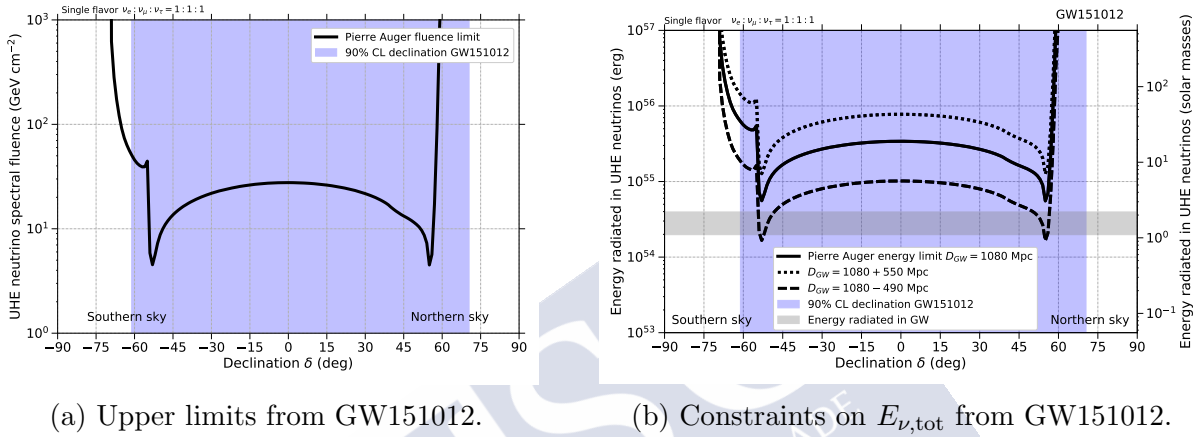 Single flavor ν_e : ν_μ : ν_τ = 1 : 1 : 1
UHE neutrino spectral fluence (GeV cm⁻²)
10³
10²
10¹
10⁰
Pierre Auger fluence limit
90% CL declination GW151012
Southern sky
Northern sky
−90 −75 −60 −45 −30 −15 0 15 30 45 60 75 90
Declination δ (deg)
(a) Upper limits from GW151012.
Single flavor ν_e : ν_μ : ν_τ = 1 : 1 : 1
GW151012
Energy radiated in UHE neutrinos (erg)
10⁵⁷
10⁵⁶
10⁵⁵
10⁵⁴
10⁵³
Pierre Auger energy limit D_GW = 1080 Mpc
D_GW = 1080 + 550 Mpc
D_GW = 1080 − 490 Mpc
90% CL declination GW151012
Energy radiated in GW
Southern sky
Northern sky
−90 −75 −60 −45 −30 −15 0 15 30 45 60 75 90
Declination δ (deg)
10²
10¹
10⁰
10⁻¹
Energy radiated in UHE neutrinos (solar masses)
(b) Constraints on E_ν,tot from GW151012.